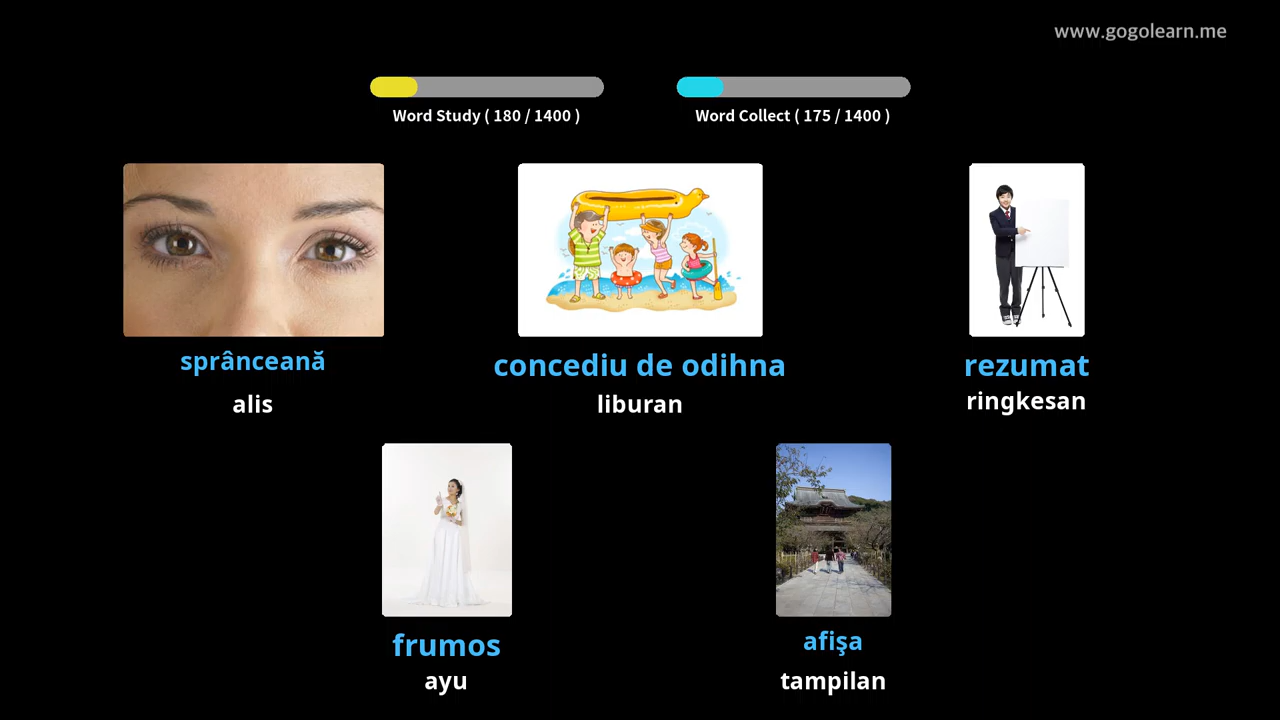 www.gogolearn.me
Word Study ( 180 / 1400 )
Word Collect ( 175 / 1400 )
sprânceană
alis
concediu de odihna
liburan
rezumat
ringkesan
frumos
ayu
afişa
tampilan